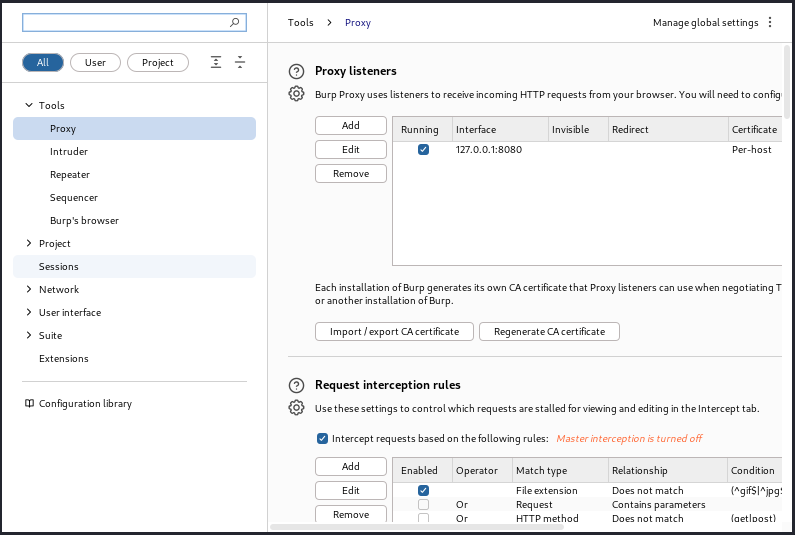 All
User
Project
Tools
Proxy
Intruder
Repeater
Sequencer
Burp's browser
Project
Sessions
Network
User interface
Suite
Extensions
Configuration library
Tools > Proxy
Manage global settings
Proxy listeners
Burp Proxy uses listeners to receive incoming HTTP requests from your browser. You will need to
Add
Edit
Remove
Running Interface Invisible Redirect Certificate
127.0.0.1:8080 Per-host
Each installation of Burp generates its own CA certificate that Proxy listeners can use when negotiating
or another installation of Burp.
Import / export CA certificate
Regenerate CA certificate
Request interception rules
Use these settings to control which requests are stalled for viewing and editing in the Intercept tab.
Intercept requests based on the following rules: Master interception is turned off
Add
Edit
Remove
Enabled Operator Match type Relationship Condition
File extension Does not match (^gif$|^jpg$
Or Request Contains parameters
Or HTTP method Does not match (get|post)